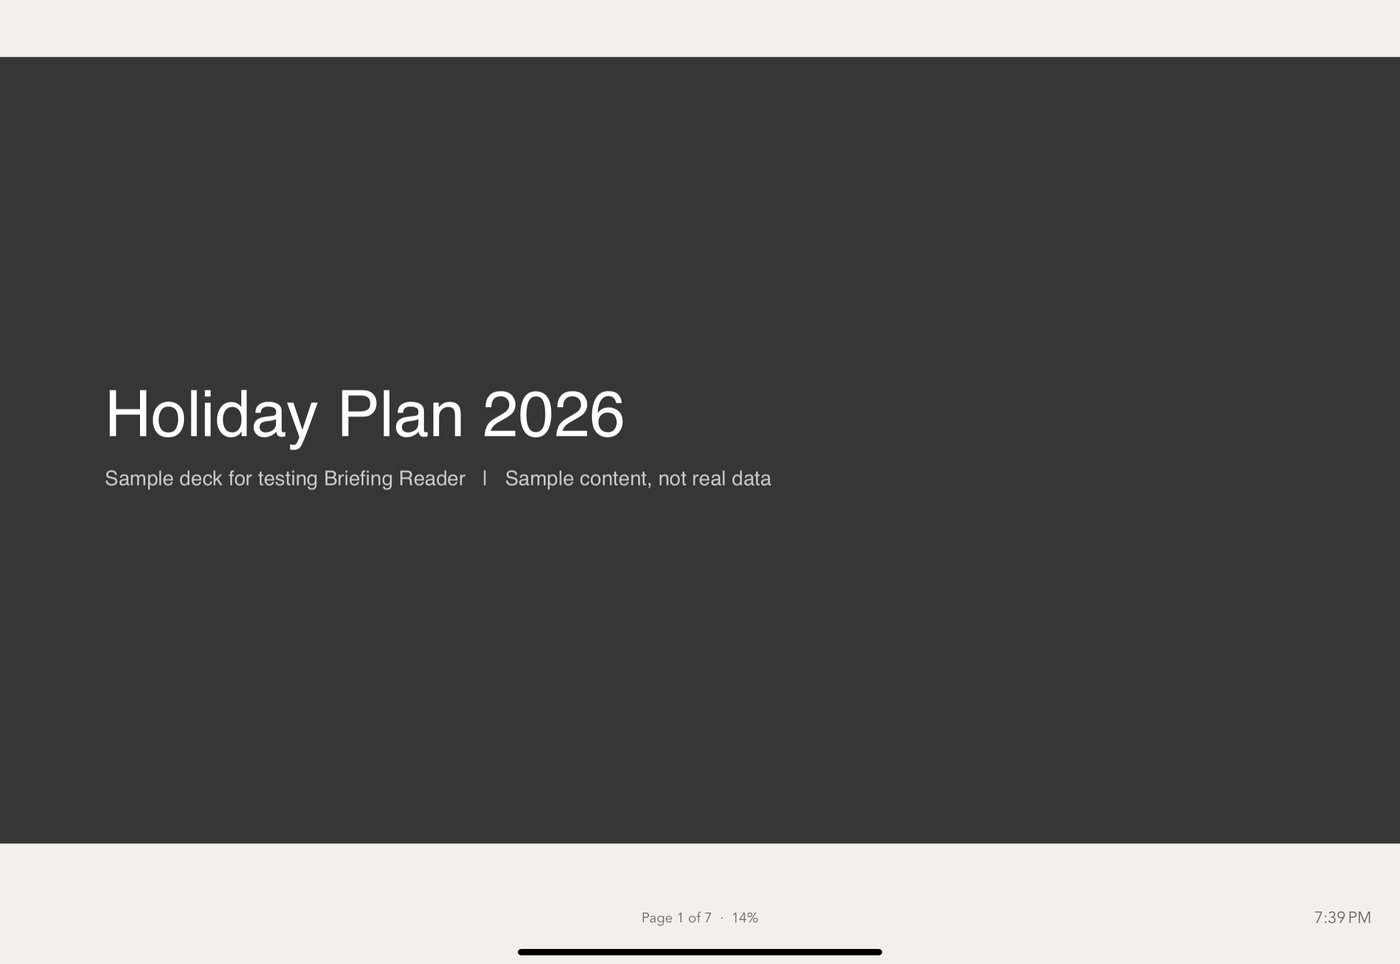 Holiday Plan 2026
Sample deck for testing Briefing Reader | Sample content, not real data
Page 1 of 7 · 14%
7:39 PM